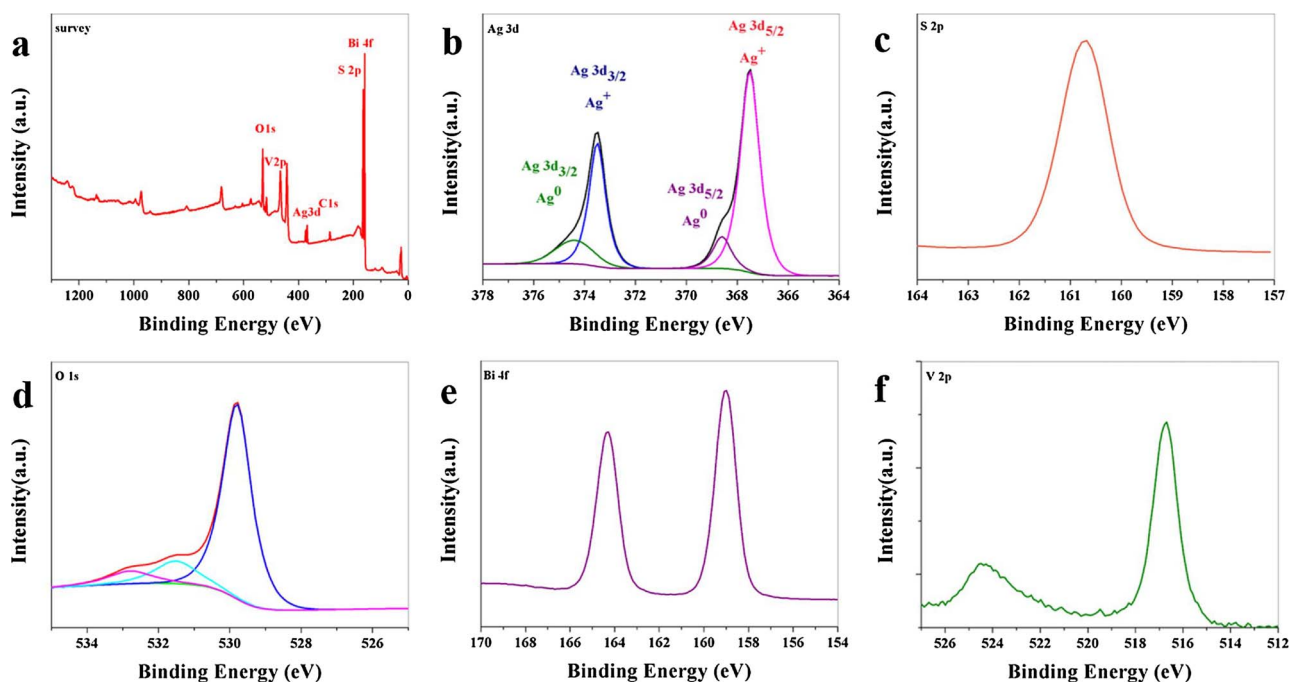 a
survey
Bi 4f
S 2p
O1s
V2p
Ag3d
C1s
Intensity (a.u.)
1200 1000 800 600 400 200 0
Binding Energy (eV)
b
Ag 3d
Ag 3d5/2
Ag+
Ag 3d3/2
Ag+
Ag 3d3/2
Ag0
Ag 3d5/2
Ag0
Intensity(a.u.)
378 376 374 372 370 368 366 364
Binding Energy (eV)
c
S 2p
Intensity(a.u.)
164 163 162 161 160 159 158 157
Binding Energy (eV)
d
O 1s
Intensity(a.u.)
534 532 530 528 526
Binding Energy (eV)
e
Bi 4f
Intensity(a.u.)
170 168 166 164 162 160 158 156 154
Binding Energy (eV)
f
V 2p
Intensity(a.u.)
526 524 522 520 518 516 514 512
Binding Energy (eV)